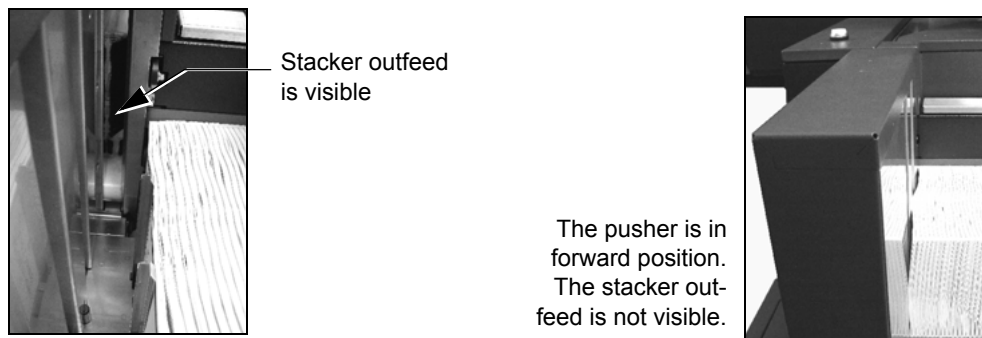 Stacker outfeed
is visible
The pusher is in
forward position.
The stacker out-
feed is not visible.